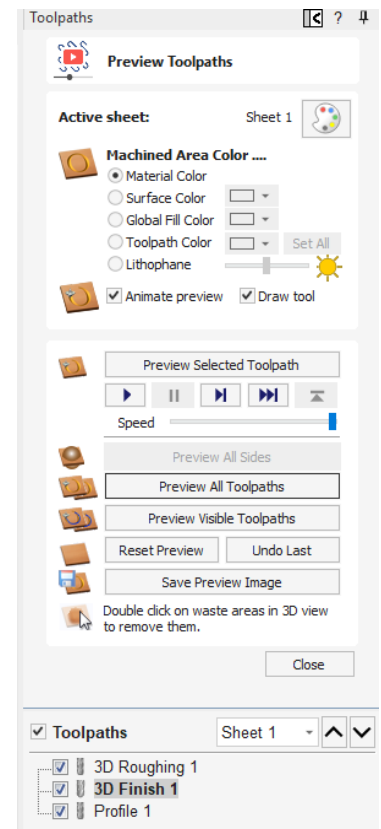 Toolpaths ?
Preview Toolpaths
Active sheet: Sheet 1
Machined Area Color ....
Material Color
Surface Color
Global Fill Color
Toolpath Color Set All
Lithophane
Animate preview Draw tool
Preview Selected Toolpath
Speed
Preview All Sides
Preview All Toolpaths
Preview Visible Toolpaths
Reset Preview Undo Last
Save Preview Image
Double click on waste areas in 3D view
to remove them.
Close
Toolpaths Sheet 1
3D Roughing 1
3D Finish 1
Profile 1